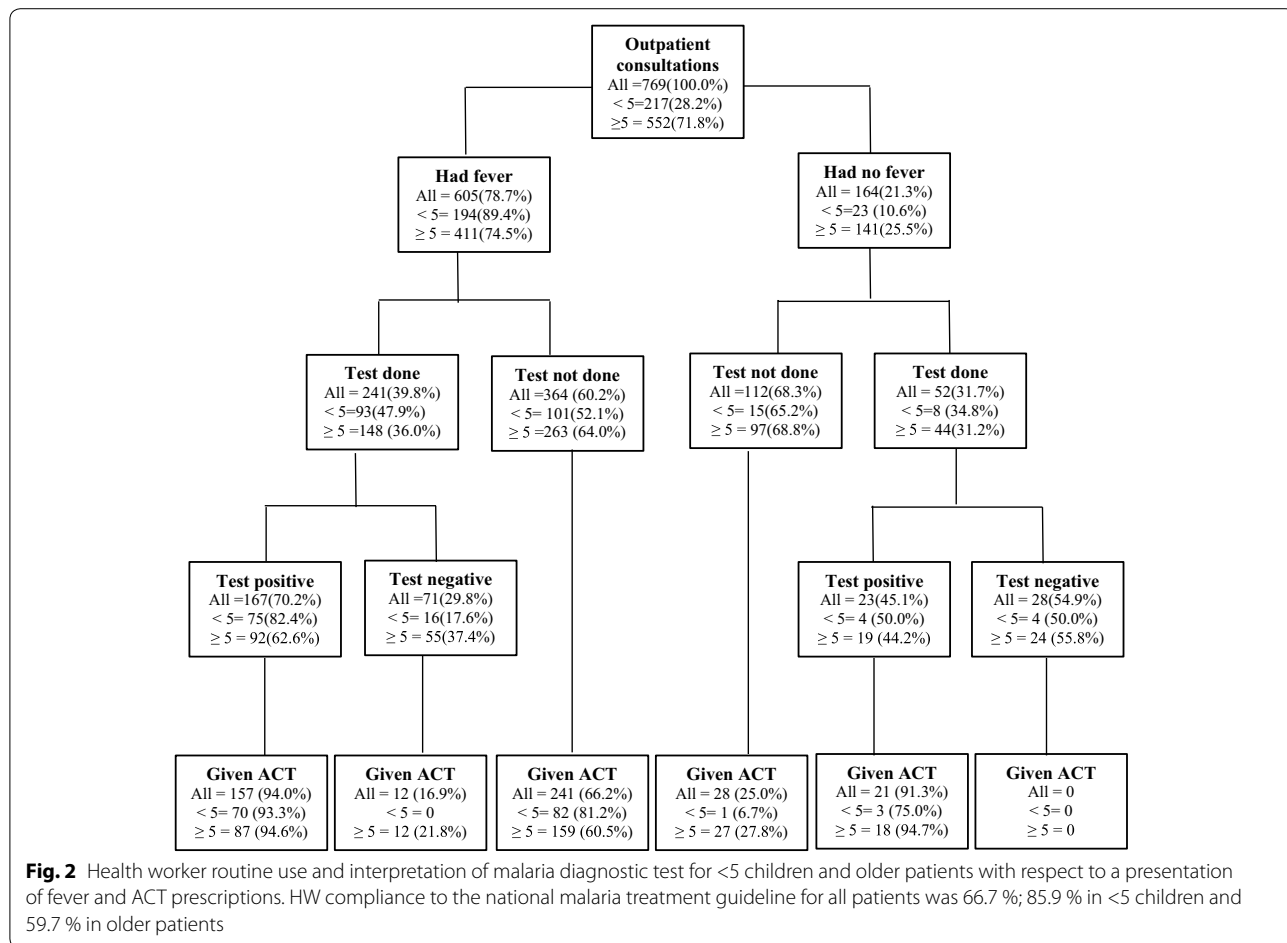 Outpatient
consultations
All =769(100.0%)
< 5=217(28.2%)
≥5 = 552(71.8%)
Had fever
All = 605(78.7%)
< 5= 194(89.4%)
≥ 5 = 411(74.5%)
Had no fever
All = 164(21.3%)
< 5=23 (10.6%)
≥ 5 = 141(25.5%)
Test done
All = 241(39.8%)
< 5=93(47.9%)
≥ 5 =148 (36.0%)
Test not done
All =364 (60.2%)
< 5= 101(52.1%)
≥ 5 =263 (64.0%)
Test not done
All =112(68.3%)
< 5= 15(65.2%)
≥ 5 = 97(68.8%)
Test done
All = 52(31.7%)
< 5=8 (34.8%)
≥ 5 = 44(31.2%)
Test positive
All =167(70.2%)
< 5= 75(82.4%)
≥ 5 = 92(62.6%)
Test negative
All =71(29.8%)
< 5= 16(17.6%)
≥ 5 = 55(37.4%)
Test positive
All = 23(45.1%)
< 5= 4 (50.0%)
≥ 5 = 19 (44.2%)
Test negative
All = 28(54.9%)
< 5= 4 (50.0%)
≥ 5 = 24 (55.8%)
Given ACT
All = 157 (94.0%)
< 5= 70 (93.3%)
≥ 5 = 87 (94.6%)
Given ACT
All = 12 (16.9%)
< 5 = 0
≥ 5 = 12 (21.8%)
Given ACT
All = 241 (66.2%)
< 5 = 82 (81.2%)
≥ 5 = 159 (60.5%)
Given ACT
All = 28 (25.0%)
< 5 = 1 (6.7%)
≥ 5 = 27 (27.8%)
Given ACT
All = 21 (91.3%)
< 5 = 3 (75.0%)
≥ 5 = 18 (94.7%)
Given ACT
All = 0
< 5= 0
≥ 5 = 0
Fig. 2 Health worker routine use and interpretation of malaria diagnostic test for <5 children and older patients with respect to a presentation
of fever and ACT prescriptions. HW compliance to the national malaria treatment guideline for all patients was 66.7 %; 85.9 % in <5 children and
59.7 % in older patients